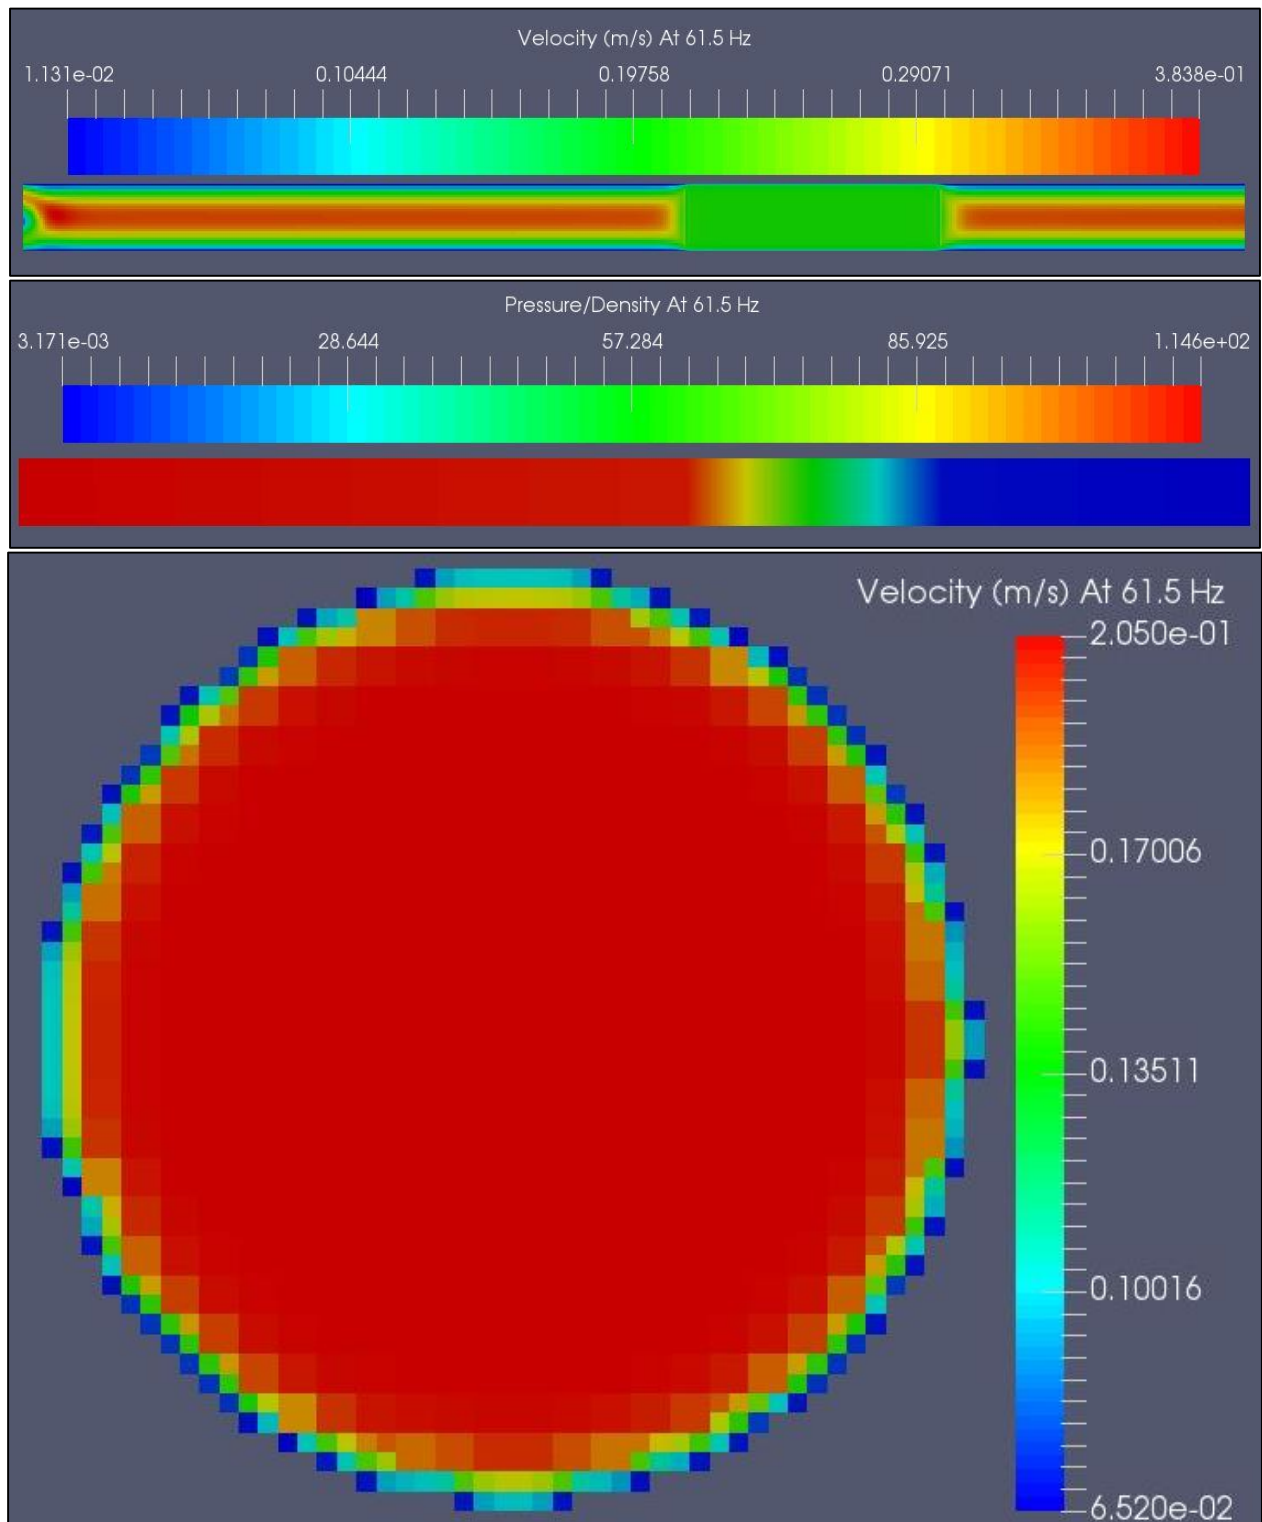 Velocity (m/s) At 61.5 Hz
1.131e-02 0.10444 0.19758 0.29071 3.838e-01
Pressure/Density At 61.5 Hz
3.171e-03 28.644 57.284 85.925 1.146e+02
Velocity (m/s) At 61.5 Hz
2.050e-01
0.17006
0.13511
0.10016
6.520e-02